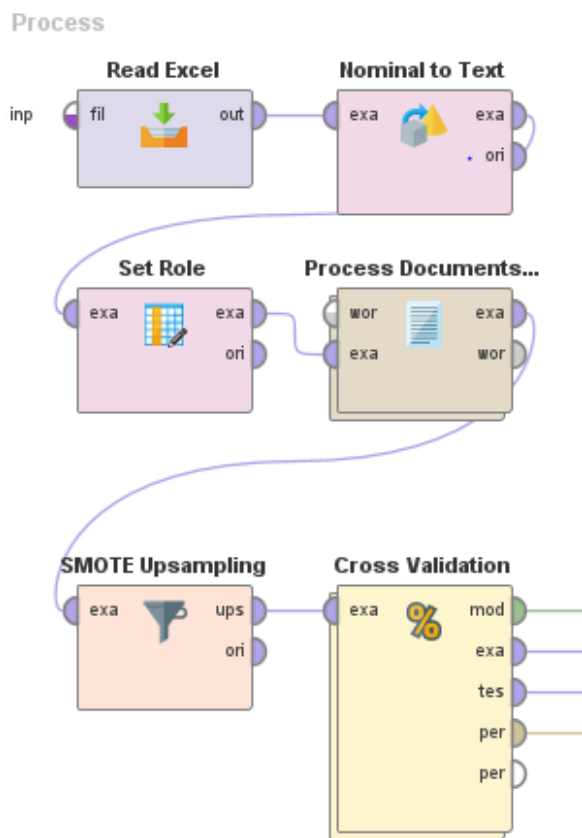 Process
Read Excel
Nominal to Text
inp
fil
out
exa
exa
ori
Set Role
Process Documents...
exa
exa
ori
wor
exa
exa
wor
SMOTE Upsampling
Cross Validation
exa
ups
ori
exa
%
mod
exa
tes
per
per